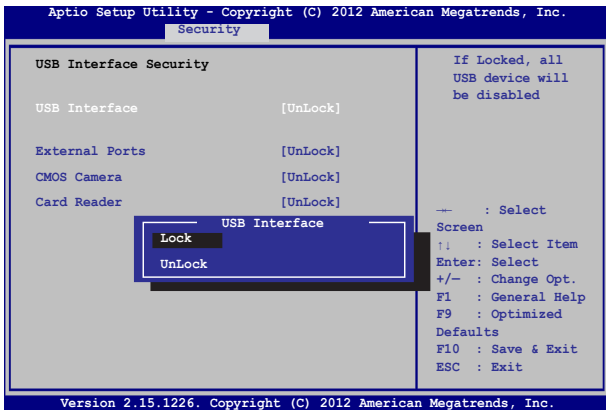 Aptio Setup Utility - Copyright (C) 2012 American Megatrends, Inc.
Security
USB Interface Security
USB Interface [UnLock]
External Ports [UnLock]
CMOS Camera [UnLock]
Card Reader [UnLock]
USB Interface
Lock
UnLock
If Locked, all
USB device will
be disabled
→← : Select
Screen
↑↓ : Select Item
Enter: Select
+/— : Change Opt.
F1 : General Help
F9 : Optimized
Defaults
F10 : Save & Exit
ESC : Exit
Version 2.15.1226. Copyright (C) 2012 American Megatrends, Inc.